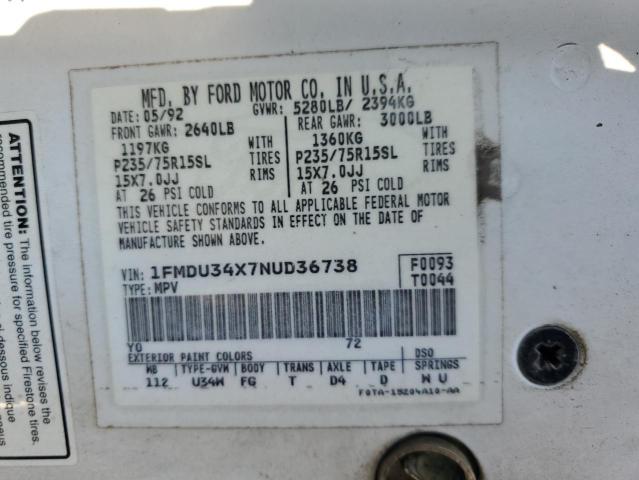 MFD. BY FORD MOTOR CO. IN U.S.A.
DATE: 05/92 GVWR: 5280LB/ 2394KG
FRONT GAWR: 2640LB REAR GAWR: 3000LB
1197KG WITH 1360KG WITH
P235/75R15SL TIRES P235/75R15SL TIRES
15X7.0JJ RIMS 15X7.0JJ RIMS
AT 26 PSI COLD AT 26 PSI COLD
THIS VEHICLE CONFORMS TO ALL APPLICABLE FEDERAL MOTOR
VEHICLE SAFETY STANDARDS IN EFFECT ON THE DATE OF
MANUFACTURE SHOWN ABOVE.
VIN: 1FMDU34X7NUD36738 F0093
TYPE: MPV T0044
YO 72
EXTERIOR PAINT COLORS DSO
WB TYPE-GVW BODY TRANS AXLE TAPE SPRINGS
112 U34W FG T D4 D W U
F0TA-15204A10-AA
ATTENTION:
recommended tire pressure for specified Firestone tires.
The information below revises the